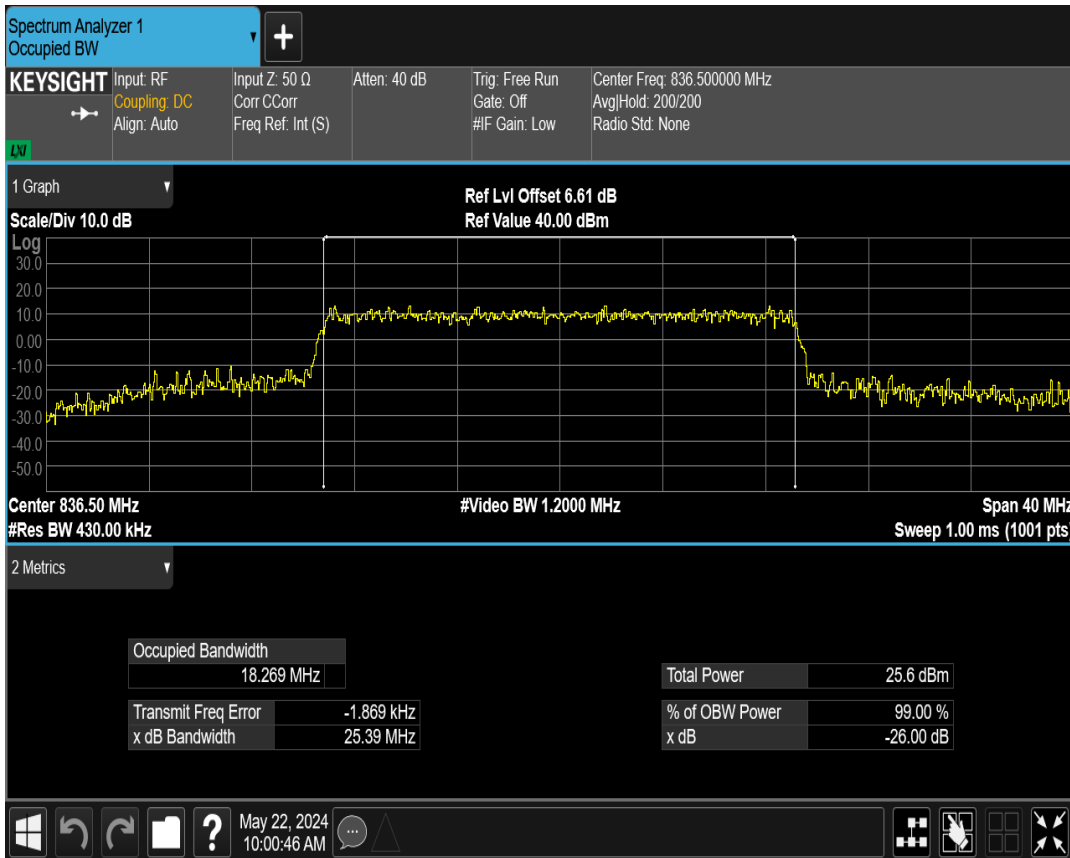 Spectrum Analyzer 1
Occupied BW
KEYSIGHT
LXI
Input: RF
Coupling: DC
Align: Auto
Input Z: 50 Ω
Corr CCorr
Freq Ref: Int (S)
Atten: 40 dB
Trig: Free Run
Gate: Off
#IF Gain: Low
Center Freq: 836.500000 MHz
Avg|Hold: 200/200
Radio Std: None
1 Graph
Scale/Div 10.0 dB
Ref Lvl Offset 6.61 dB
Ref Value 40.00 dBm
Log
30.0
20.0
10.0
0.00
-10.0
-20.0
-30.0
-40.0
-50.0
Center 836.50 MHz
#Video BW 1.2000 MHz
Span 40 MHz
#Res BW 430.00 kHz
Sweep 1.00 ms (1001 pts)
2 Metrics
Occupied Bandwidth
18.269 MHz
Total Power 25.6 dBm
Transmit Freq Error -1.869 kHz
% of OBW Power 99.00 %
x dB Bandwidth 25.39 MHz
x dB -26.00 dB
?
May 22, 2024
10:00:46 AM